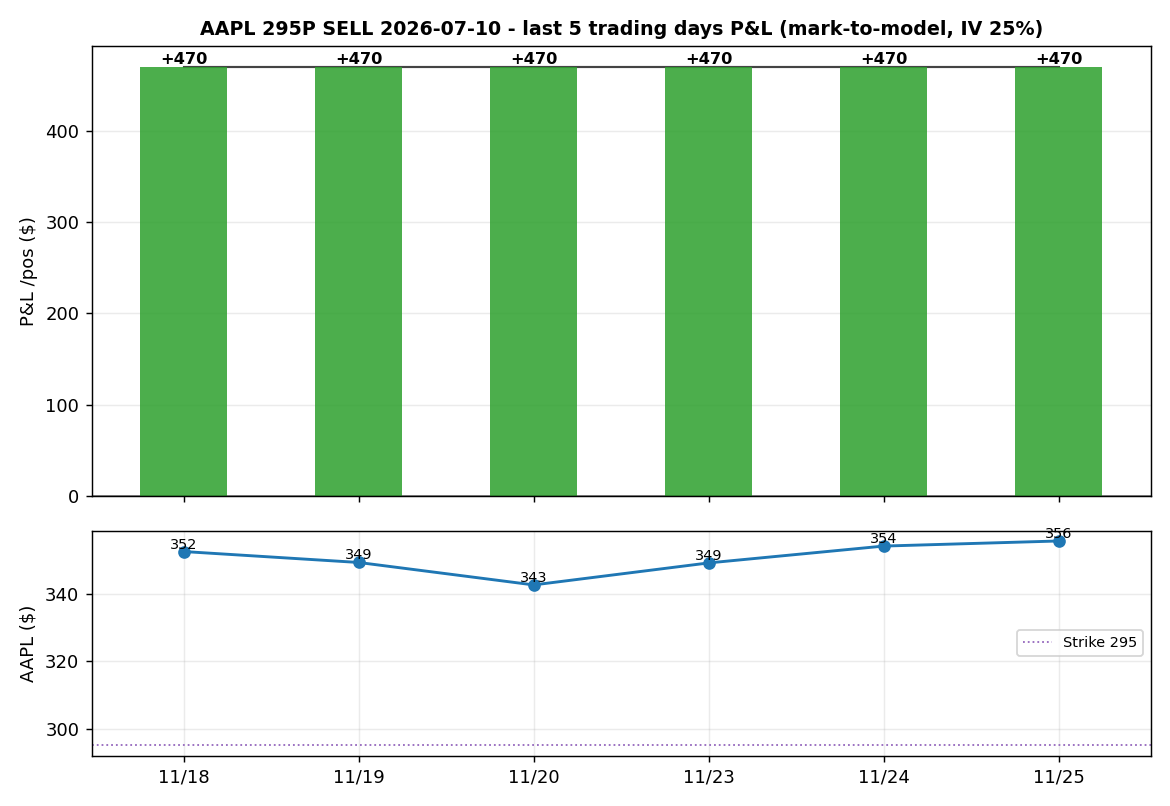 AAPL 295P SELL 2026-07-10 - last 5 trading days P&L (mark-to-model, IV 25%)
+470 +470 +470 +470 +470 +470
P&L /pos ($)
400
300
200
100
0
352 349 343 349 354 356
AAPL ($)
340
320
300
Strike 295
11/18 11/19 11/20 11/23 11/24 11/25